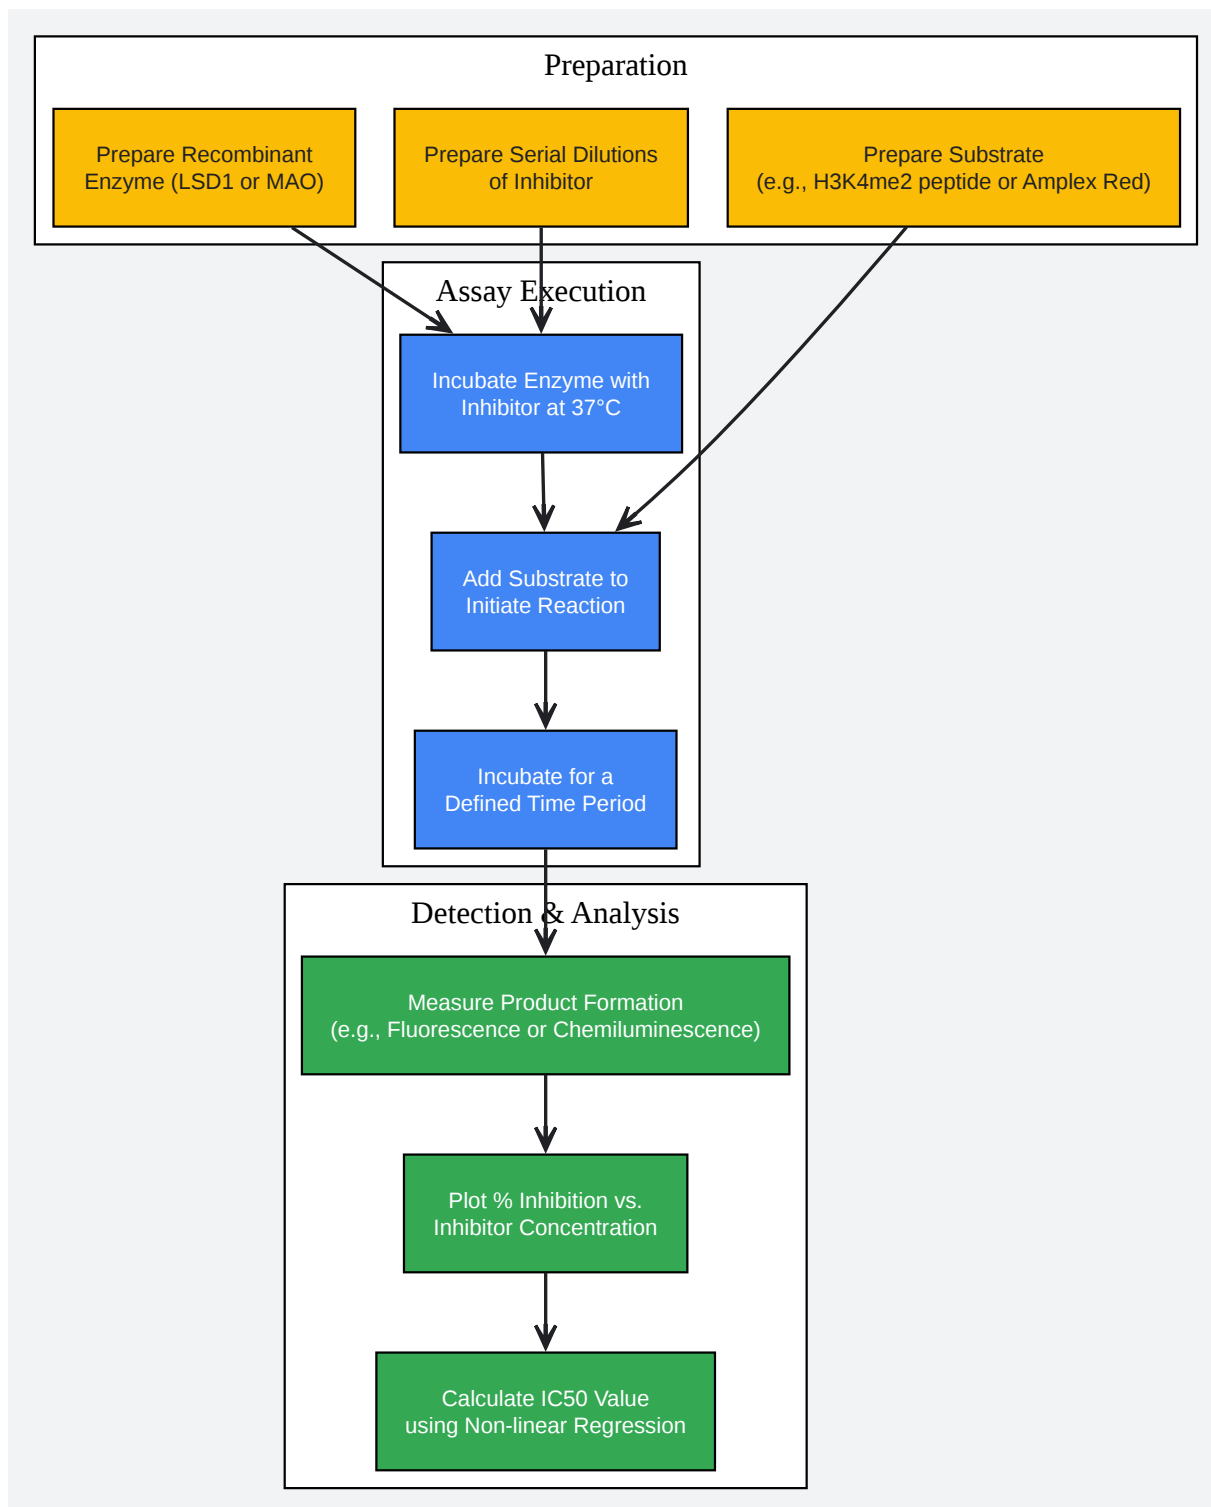 Preparation
Prepare Recombinant
Enzyme (LSD1 or MAO)
Prepare Serial Dilutions
of Inhibitor
Prepare Substrate
(e.g., H3K4me2 peptide or Amplex Red)
Assay Execution
Incubate Enzyme with
Inhibitor at 37°C
Add Substrate to
Initiate Reaction
Incubate for a
Defined Time Period
Detection & Analysis
Measure Product Formation
(e.g., Fluorescence or Chemiluminescence)
Plot % Inhibition vs.
Inhibitor Concentration
Calculate IC50 Value
using Non-linear Regression